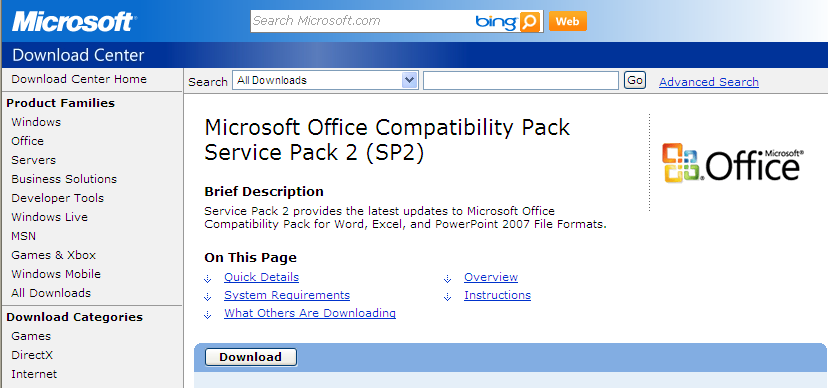 Microsoft
Search Microsoft.com
bing
Web
Download Center
Download Center Home
Search
All Downloads
Go
Advanced Search
Product Families
Windows
Office
Servers
Business Solutions
Developer Tools
Windows Live
MSN
Games & Xbox
Windows Mobile
All Downloads
Download Categories
Games
DirectX
Internet
Microsoft Office Compatibility Pack
Service Pack 2 (SP2)
Microsoft®
Office
Brief Description
Service Pack 2 provides the latest updates to Microsoft Office
Compatibility Pack for Word, Excel, and PowerPoint 2007 File Formats.
On This Page
Quick Details
Overview
System Requirements
Instructions
What Others Are Downloading
Download